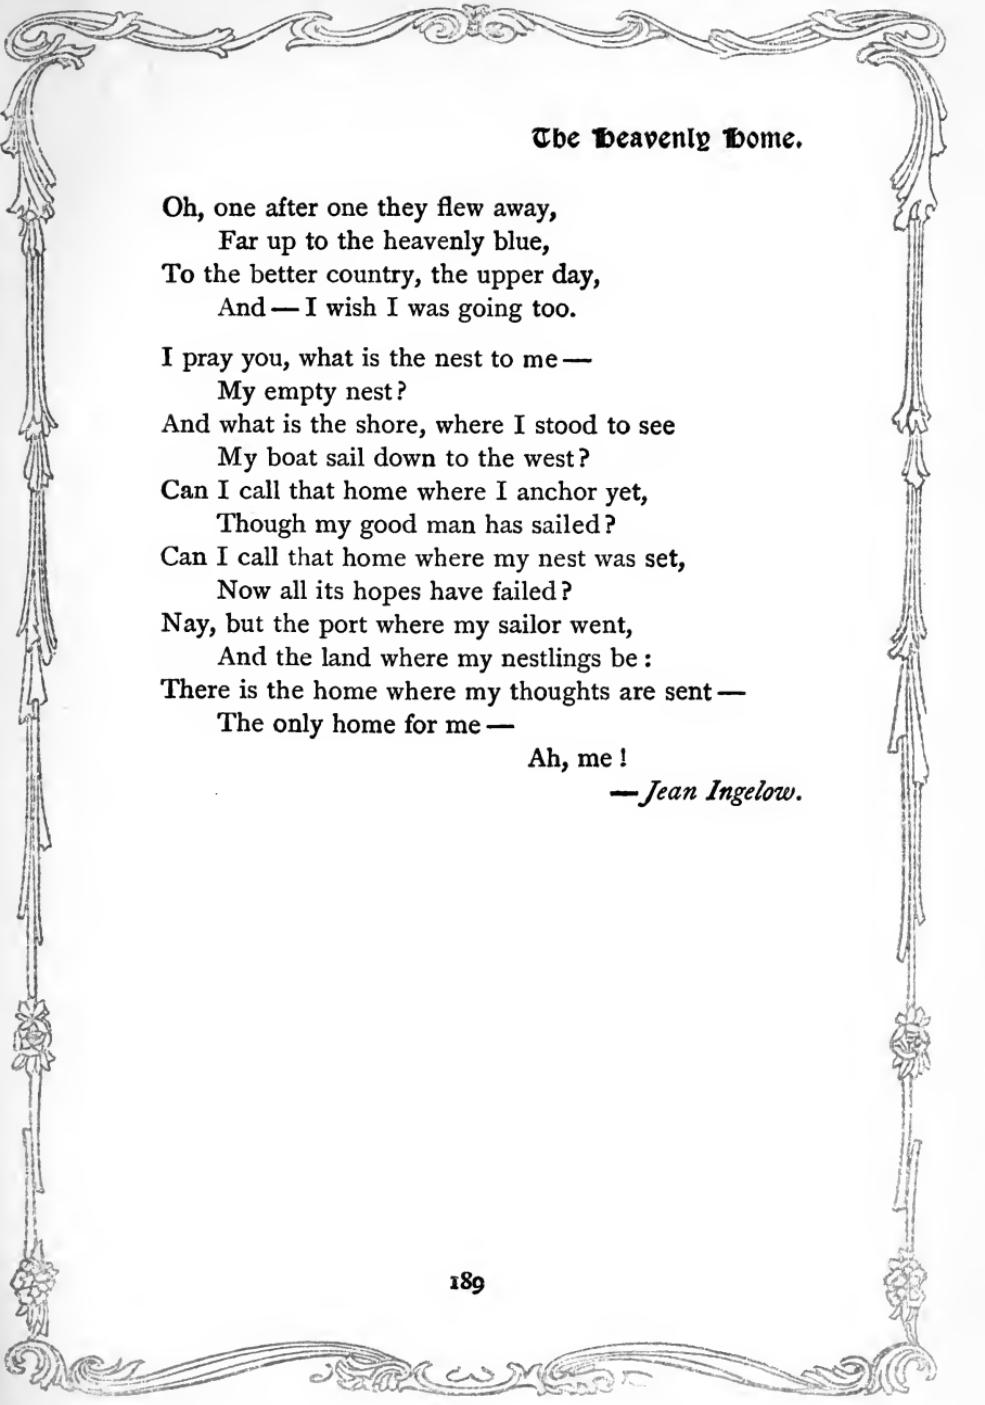 The Heavenly Home.
Oh, one after one they flew away,
Far up to the heavenly blue,
To the better country, the upper day,
And — I wish I was going too.
I pray you, what is the nest to me —
My empty nest?
And what is the shore, where I stood to see
My boat sail down to the west?
Can I call that home where I anchor yet,
Though my good man has sailed?
Can I call that home where my nest was set,
Now all its hopes have failed?
Nay, but the port where my sailor went,
And the land where my nestlings be:
There is the home where my thoughts are sent —
The only home for me —
Ah, me!
—Jean Ingelow.
189